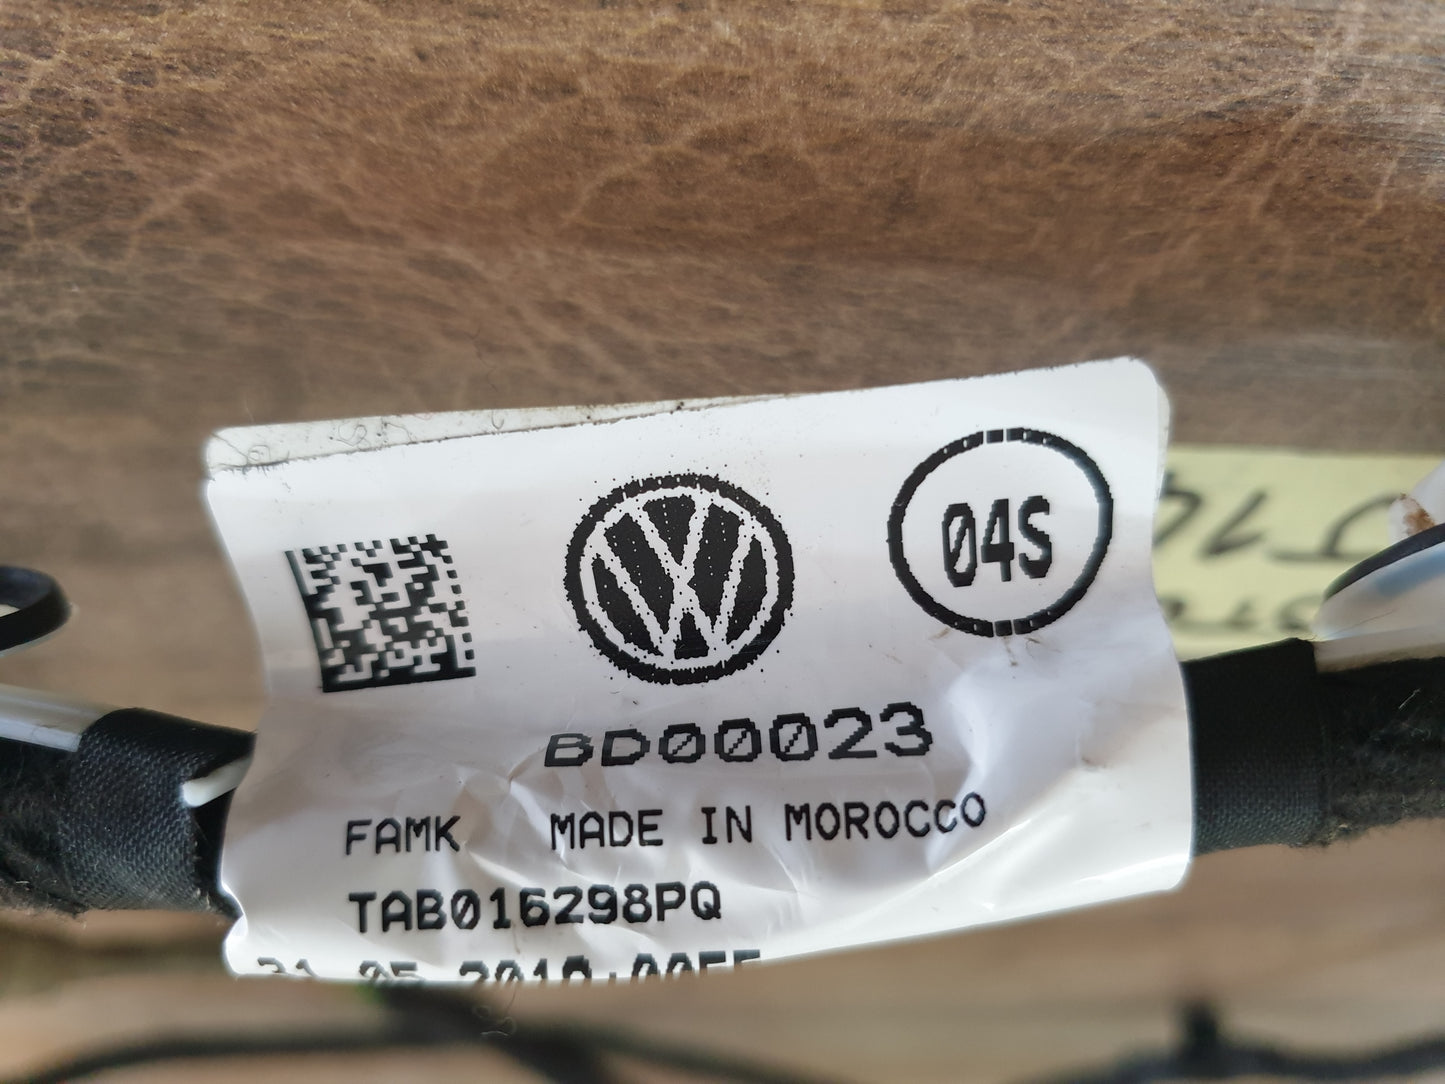 04S
BD00023
FAMK MADE IN MOROCCO
TAB016298PQ